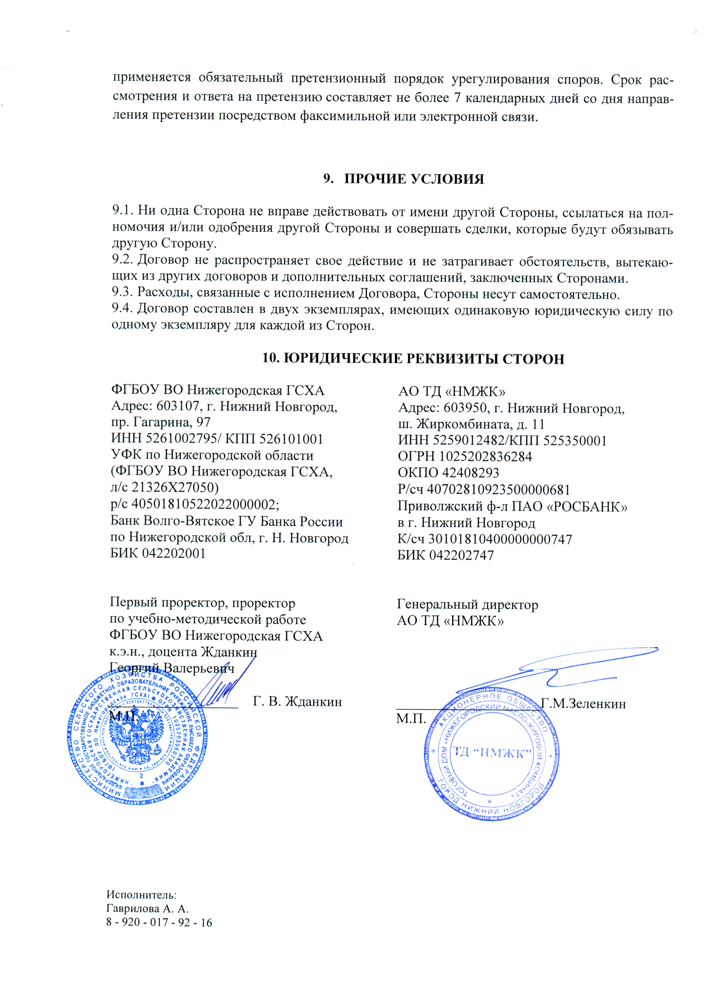 применяется обязательный претензионный порядок урегулирования споров. Срок рас-
смотрения и ответа на претензию составляет не более 7 календарных дней со дня направ-
ления претензии посредством факсимильной или электронной связи.
9. ПРОЧИЕ УСЛОВИЯ
9.1. Ни одна Сторона не вправе действовать от имени другой Стороны, ссылаться на пол-
номочия и/или одобрения другой Стороны и совершать сделки, которые будут обязывать
другую Сторону.
9.2. Договор не распространяет свое действие и не затрагивает обстоятельств, вытекаю-
щих из других договоров и дополнительных соглашений, заключенных Сторонами.
9.3. Расходы, связанные с исполнением Договора, Стороны несут самостоятельно.
9.4. Договор составлен в двух экземплярах, имеющих одинаковую юридическую силу по
одному экземпляру для каждой из Сторон.
10. ЮРИДИЧЕСКИЕ РЕКВИЗИТЫ СТОРОН
ФГБОУ ВО Нижегородская ГСХА
Адрес: 603107, г. Нижний Новгород,
пр. Гагарина, 97
ИНН 5261002795/ КПП 526101001
УФК по Нижегородской области
(ФГБОУ ВО Нижегородская ГСХА,
л/с 21326Х27050)
р/с 40501810522022000002;
Банк Волго-Вятское ГУ Банка России
по Нижегородской обл, г. Н. Новгород
БИК 042202001
АО ТД «НМЖК»
Адрес: 603950, г. Нижний Новгород,
ш. Жиркомбината, д. 11
ИНН 5259012482/КПП 525350001
ОГРН 1025202836284
ОКПО 42408293
Р/сч 40702810923500000681
Приволжский ф-л ПАО «РОСБАНК»
в г. Нижний Новгород
К/сч 30101810400000000747
БИК 042202747
Первый проректор, проректор
по учебно-методической работе
ФГБОУ ВО Нижегородская ГСХА
к.э.н., доцента Жданкин
Георгий Валерьевич
Г. В. Жданкин
М.П.
Генеральный директор
АО ТД «НМЖК»
Г.М.Зеленкин
М.П.
МИНИСТЕРСТВО СЕЛЬСКОГО ХОЗЯЙСТВА РОССИЙСКОЙ ФЕДЕРАЦИИ
ФЕДЕРАЛЬНОЕ ГОСУДАРСТВЕННОЕ БЮДЖЕТНОЕ ОБРАЗОВАТЕЛЬНОЕ УЧРЕЖДЕНИЕ ВЫСШЕГО ОБРАЗОВАНИЯ
"НИЖЕГОРОДСКАЯ ГОСУДАРСТВЕННАЯ СЕЛЬСКОХОЗЯЙСТВЕННАЯ АКАДЕМИЯ"
(ФГБОУ ВО Нижегородская ГСХА) * ОГРН 1025203560799
ИНН 5261002795
2
АКЦИОНЕРНОЕ ОБЩЕСТВО
ТОРГОВЫЙ ДОМ «НИЖЕГОРОДСКИЙ МАСЛО-ЖИРОВОЙ КОМБИНАТ»
ТД “НМЖК”
ГОРОД НИЖНИЙ НОВГОРОД
Исполнитель:
Гаврилова А. А.
8 - 920 - 017 - 92 - 16